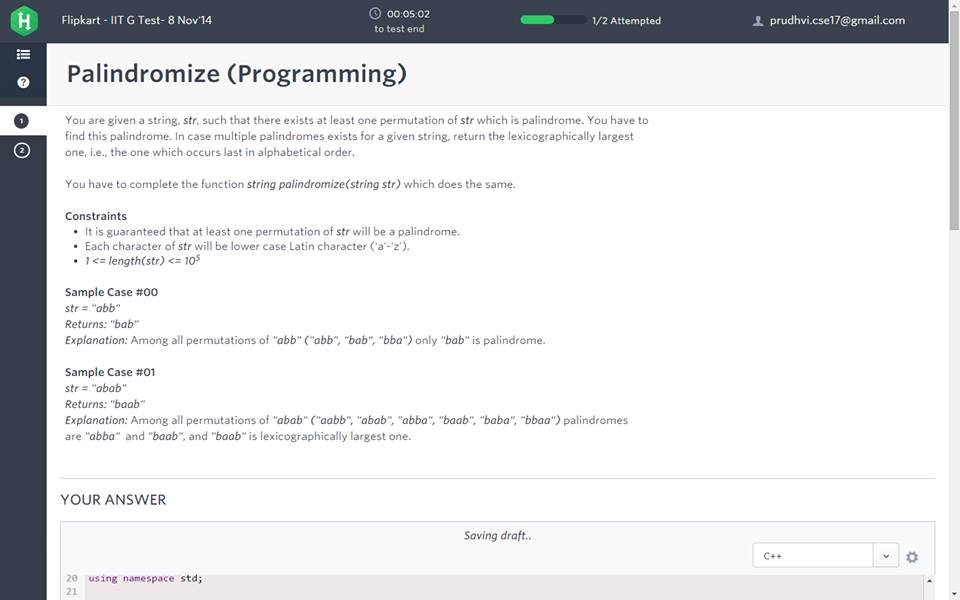 Flipkart - IIT G Test- 8 Nov'14
00:05:02
to test end
1/2 Attempted
prudhvi.cse17@gmail.com
Palindromize (Programming)
1
2
You are given a string, str, such that there exists at least one permutation of str which is palindrome. You have to
find this palindrome. In case multiple palindromes exists for a given string, return the lexicographically largest
one, i.e., the one which occurs last in alphabetical order.
You have to complete the function string palindromize(string str) which does the same.
Constraints
• It is guaranteed that at least one permutation of str will be a palindrome.
• Each character of str will be lower case Latin character ('a'-'z').
• 1 <= length(str) <= 10⁵
Sample Case #00
str = "abb"
Returns: "bab"
Explanation: Among all permutations of "abb" ("abb", "bab", "bba") only "bab" is palindrome.
Sample Case #01
str = "abab"
Returns: "baab"
Explanation: Among all permutations of "abab" ("aabb", "abab", "abba", "baab", "baba", "bbaa") palindromes
are "abba" and "baab", and "baab" is lexicographically largest one.
YOUR ANSWER
Saving draft..
C++
20 using namespace std;
21